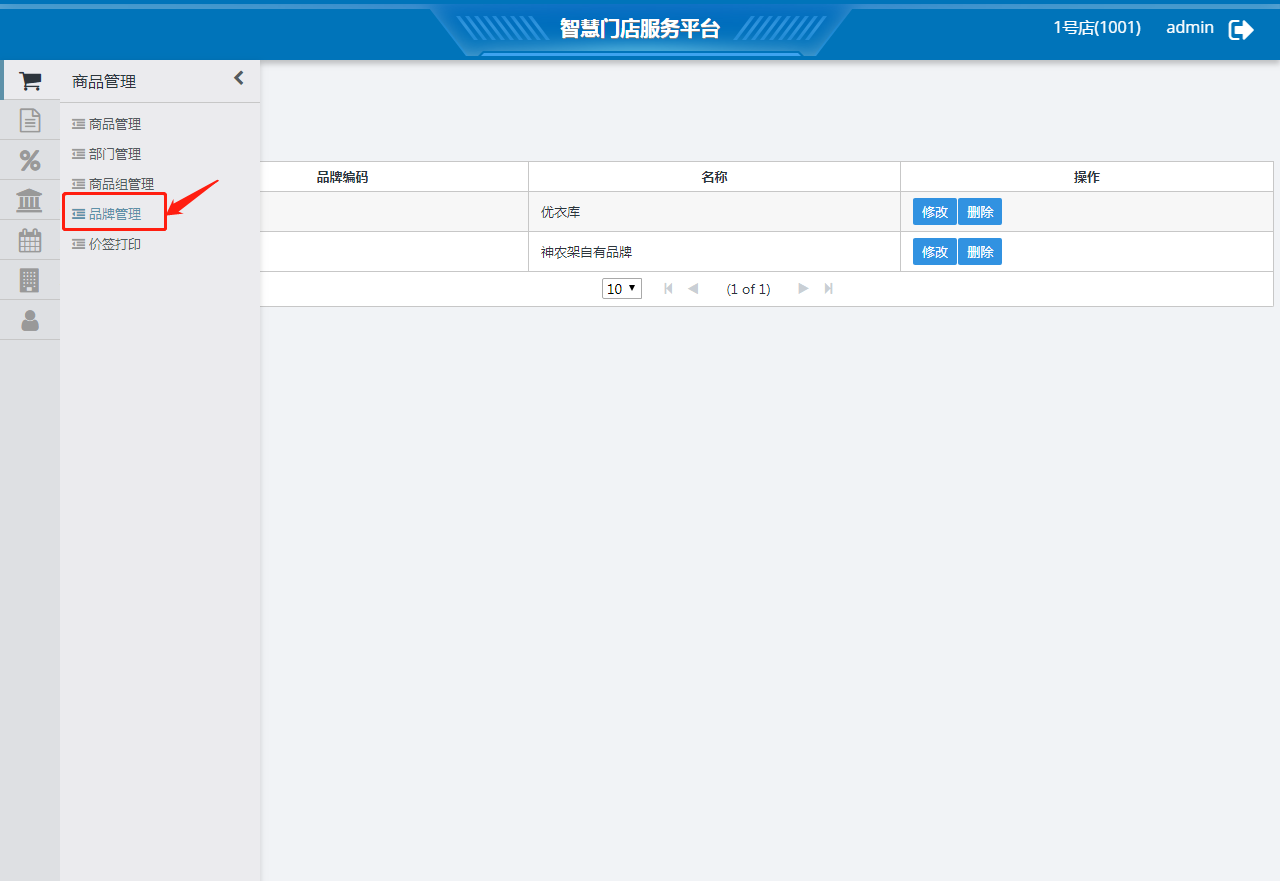 智慧门店服务平台
1号店(1001) admin
商品管理
商品管理
部门管理
商品组管理
品牌管理
价签打印
品牌编码 名称 操作
优衣库 修改 删除
神农架自有品牌 修改 删除
10 (1 of 1)